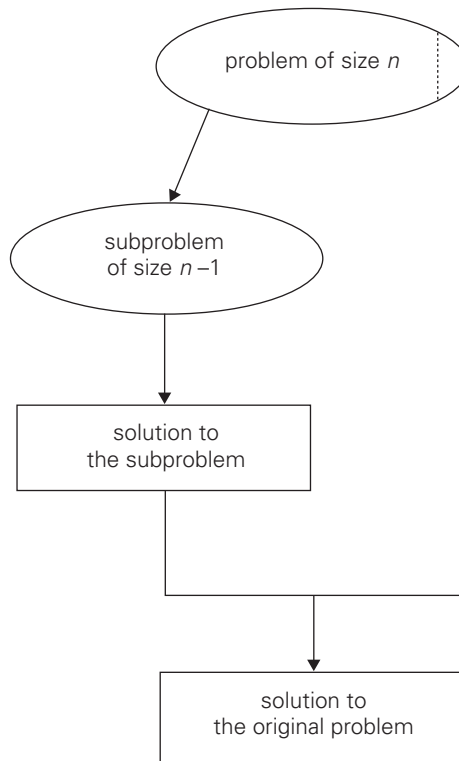 problem of size n
subproblem
of size n –1
solution to
the subproblem
solution to
the original problem